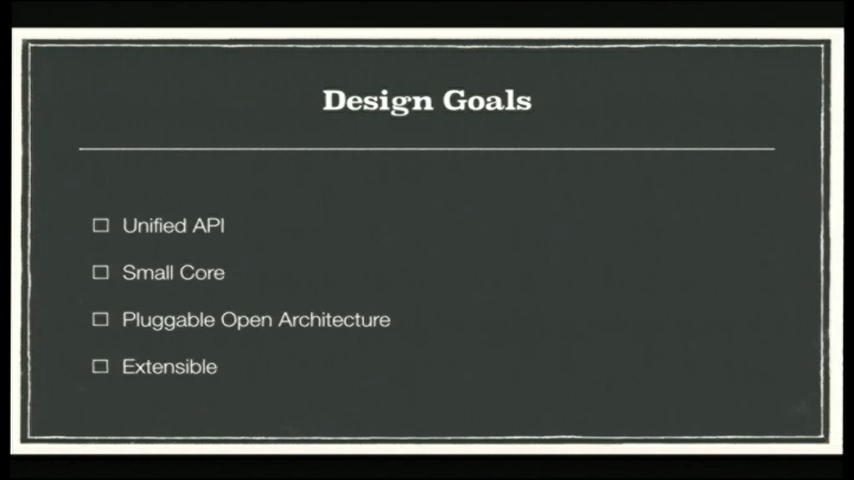 Design Goals
Unified API
Small Core
Pluggable Open Architecture
Extensible